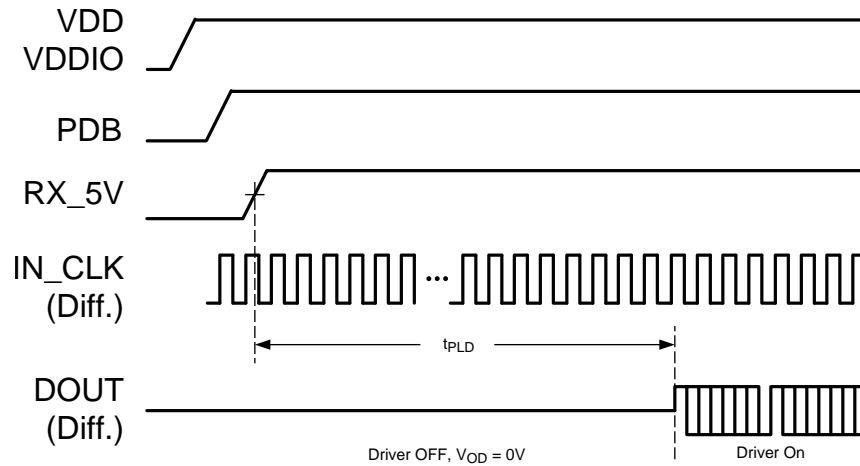 VDD
VDDIO
PDB
RX_5V
IN_CLK
(Diff.)
...
tPLD
DOUT
(Diff.)
Driver OFF, VOD = 0V
Driver On